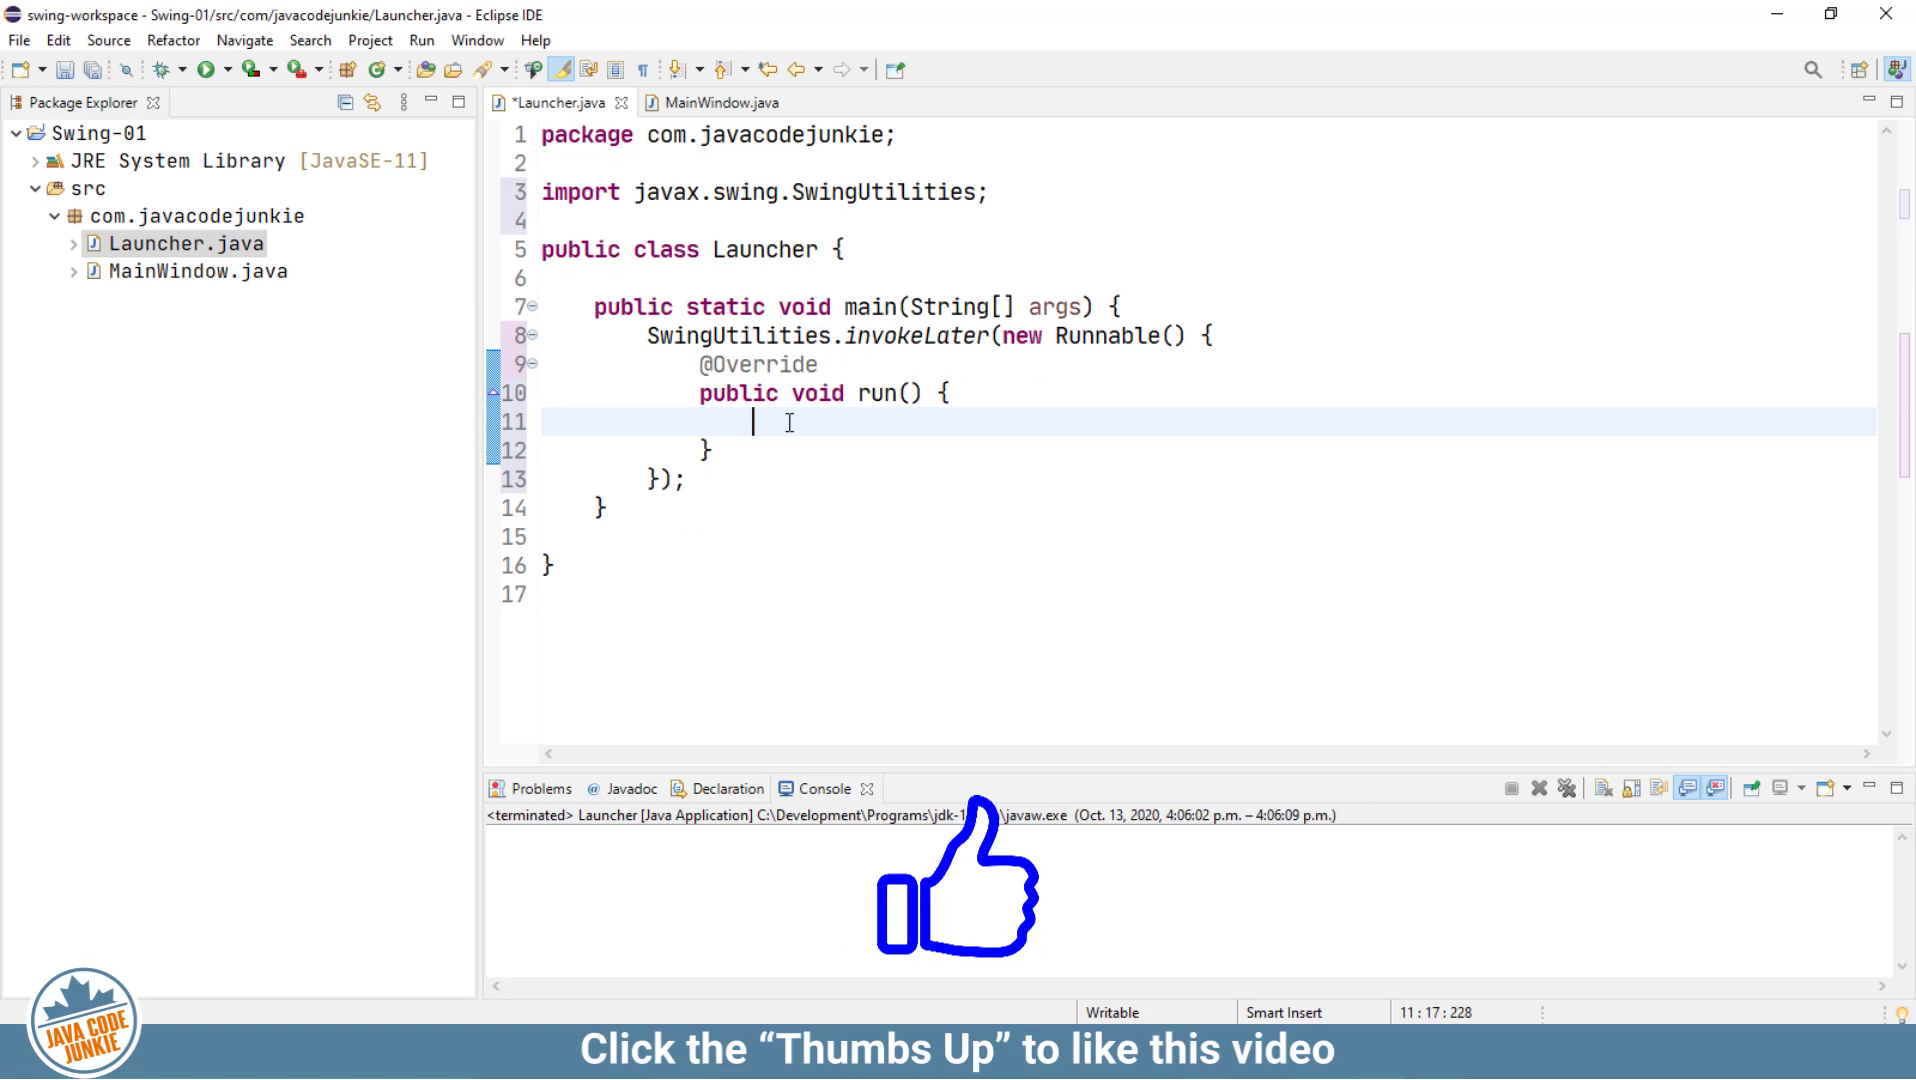 swing-workspace - Swing-01/src/com/javacodejunkie/Launcher.java - Eclipse IDE
File Edit Source Refactor Navigate Search Project Run Window Help
Package Explorer
*Launcher.java MainWindow.java
Swing-01
JRE System Library [JavaSE-11]
src
com.javacodejunkie
Launcher.java
MainWindow.java
1 package com.javacodejunkie;
2
3 import javax.swing.SwingUtilities;
4
5 public class Launcher {
6
7 public static void main(String[] args) {
8 SwingUtilities.invokeLater(new Runnable() {
9 @Override
10 public void run() {
11
12 }
13 });
14 }
15
16 }
17
Problems @ Javadoc Declaration Console
<terminated> Launcher [Java Application] C:\Development\Programs\jdk-1 \javaw.exe (Oct. 13, 2020, 4:06:02 p.m. – 4:06:09 p.m.)
Writable Smart Insert 11 : 17 : 228
JAVA CODE
JUNKIE
Click the “Thumbs Up” to like this video